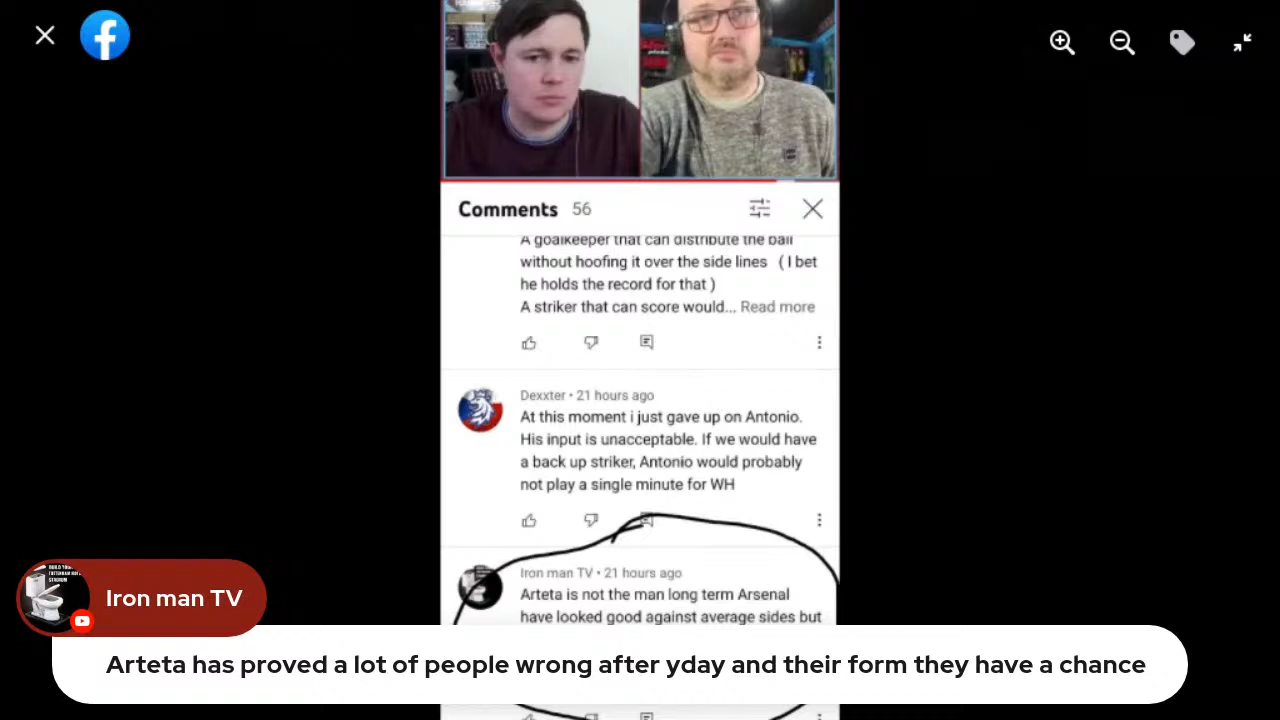 Comments 56
A goalkeeper that can distribute the ball
without hoofing it over the side lines ( I bet
he holds the record for that )
A striker that can score would... Read more
Dexxter • 21 hours ago
At this moment i just gave up on Antonio.
His input is unacceptable. If we would have
a back up striker, Antonio would probably
not play a single minute for WH
Iron man TV • 21 hours ago
Arteta is not the man long term Arsenal
have looked good against average sides but
Iron man TV
Arteta has proved a lot of people wrong after yday and their form they have a chance